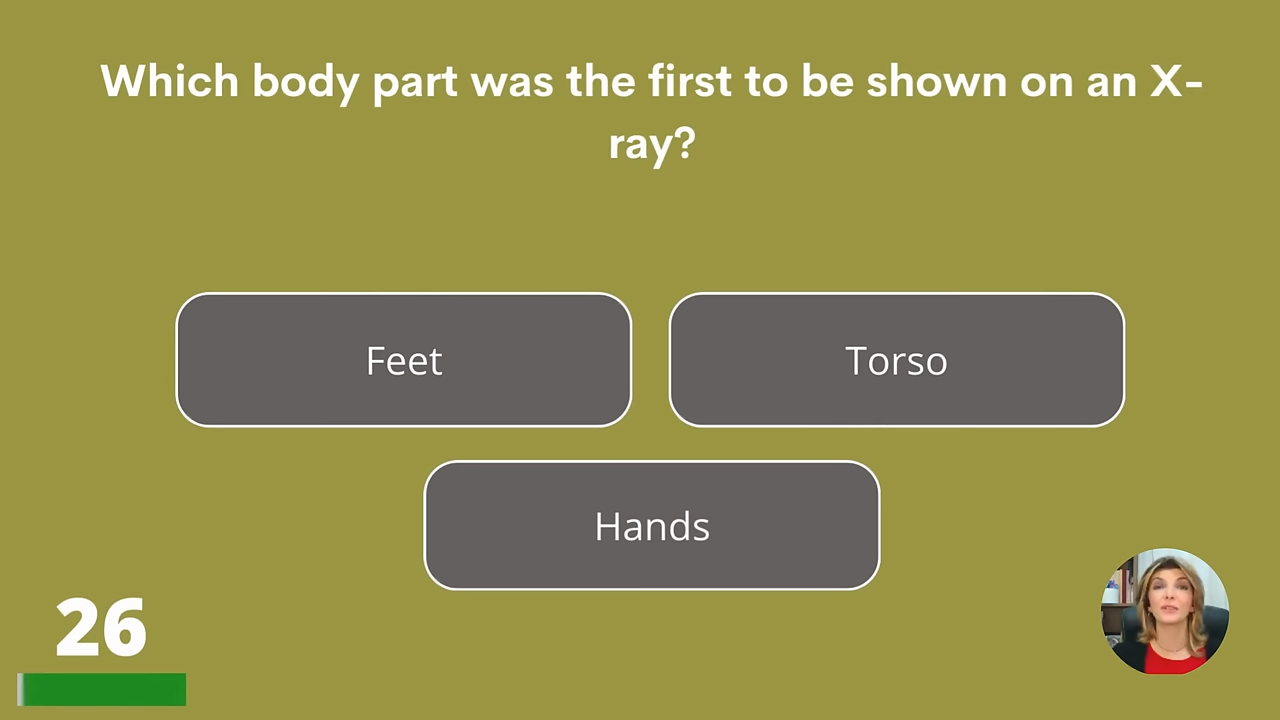 Which body part was the first to be shown on an X-
ray?
Feet
Torso
Hands
26